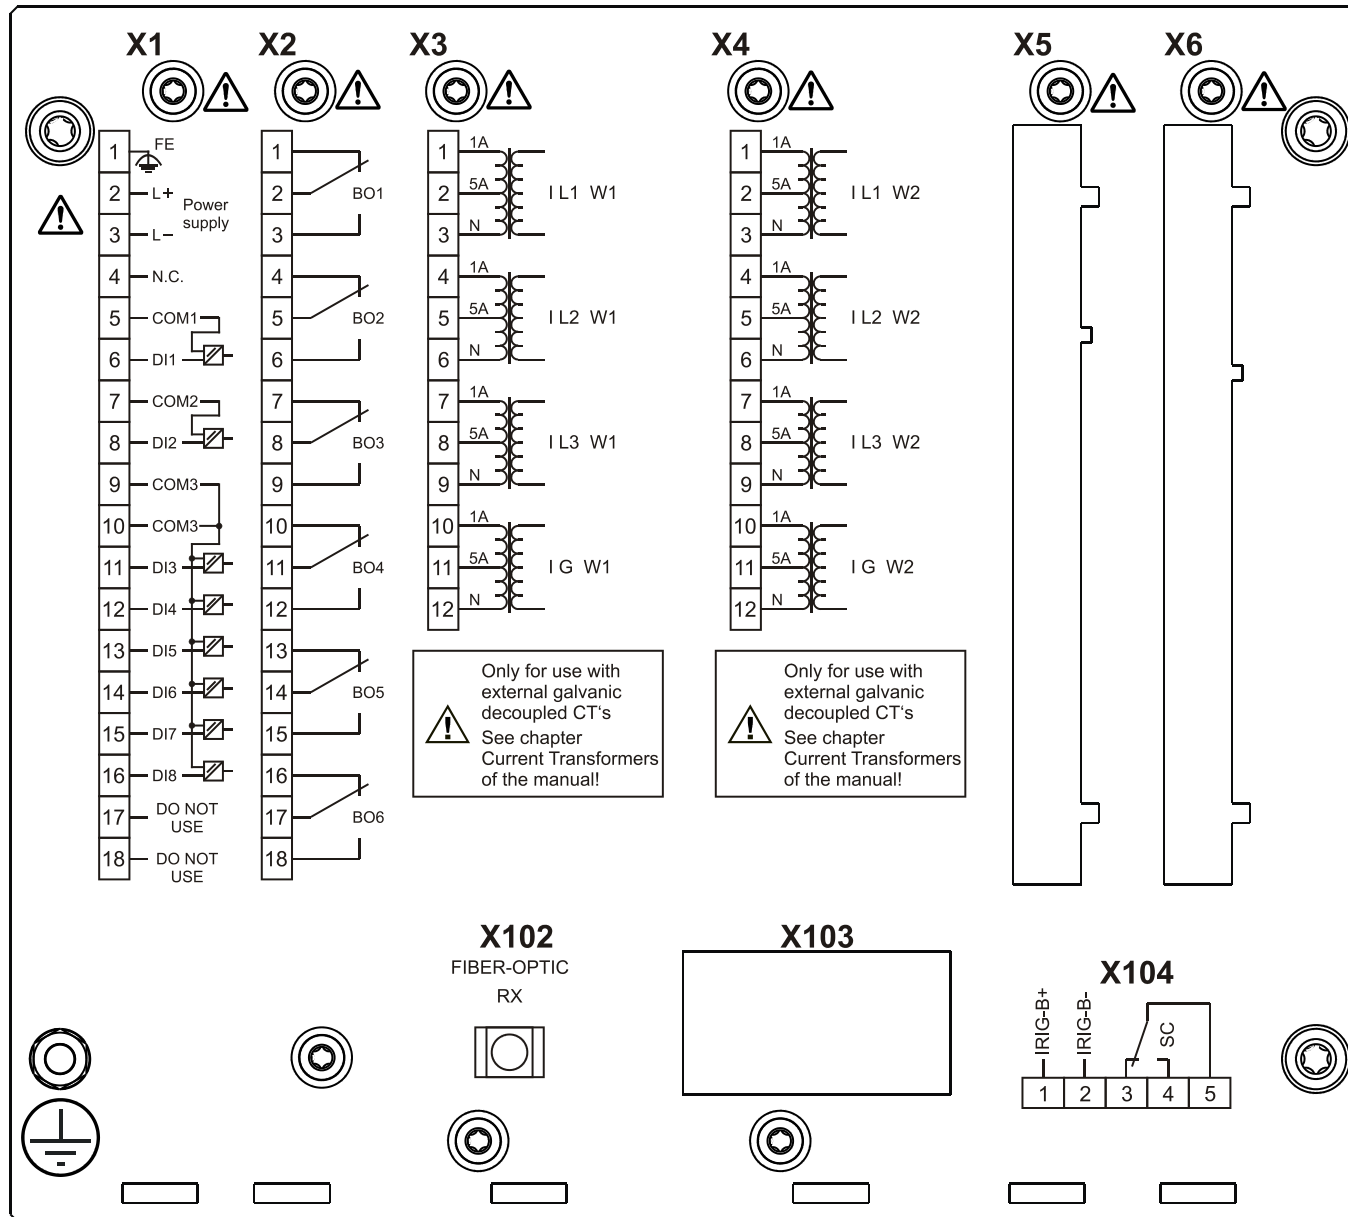 X1 X2 X3 X4 X5 X6
1 FE
2 L+
Power
supply
3 L–
4 N.C.
5 COM1
6 DI1
7 COM2
8 DI2
9 COM3
10 COM3
11 DI3
12 DI4
13 DI5
14 DI6
15 DI7
16 DI8
17 DO NOT
USE
18 DO NOT
USE
1
2 BO1
3
4
5 BO2
6
7
8 BO3
9
10
11 BO4
12
13
14 BO5
15
16
17 BO6
18
1 1A
2 5A I L1 W1
3 N
4 1A
5 5A I L2 W1
6 N
7 1A
8 5A I L3 W1
9 N
10 1A
11 5A I G W1
12 N
Only for use with
external galvanic
decoupled CT‘s
See chapter
Current Transformers
of the manual!
1 1A
2 5A I L1 W2
3 N
4 1A
5 5A I L2 W2
6 N
7 1A
8 5A I L3 W2
9 N
10 1A
11 5A I G W2
12 N
Only for use with
external galvanic
decoupled CT‘s
See chapter
Current Transformers
of the manual!
X102
FIBER-OPTIC
RX
X103
X104
IRIG-B+
IRIG-B-
SC
1 2 3 4 5